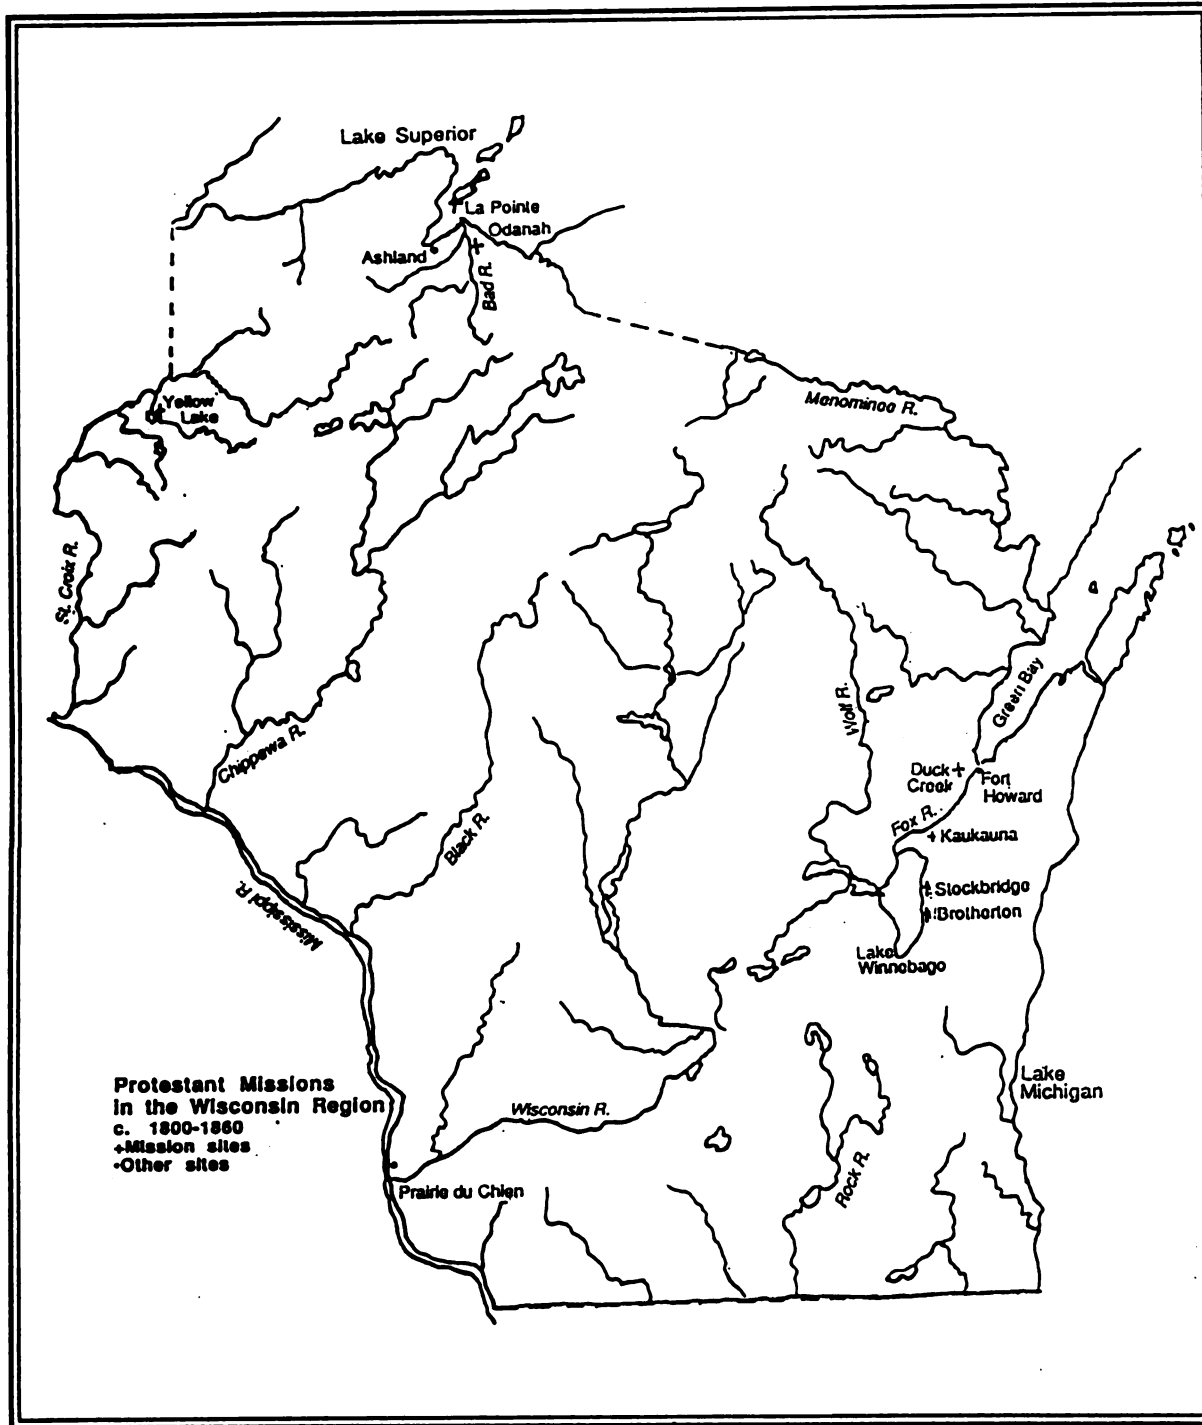 Lake Superior
La Pointe
Odanah
Ashland
Bad R.
Yellow
Lake
Menominee R.
St. Croix R.
Chippewa R.
Wolf R.
Green Bay
Duck
Creek
Fort
Howard
Fox R.
Kaukauna
Black R.
Mississippi R.
Stockbridge
Brotherton
Lake
Winnebago
Protestant Missions
in the Wisconsin Region
c. 1800-1860
+Mission sites
•Other sites
Wisconsin R.
Lake
Michigan
Rock R.
Prairie du Chien